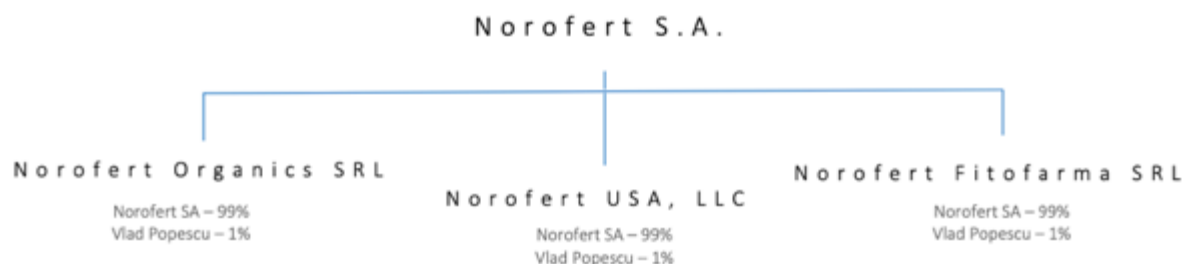 Norofert S.A.
Norofert Organics SRL
Norofert SA – 99%
Vlad Popescu – 1%
Norofert USA, LLC
Norofert SA – 99%
Vlad Popescu – 1%
Norofert Fitofarma SRL
Norofert SA – 99%
Vlad Popescu – 1%